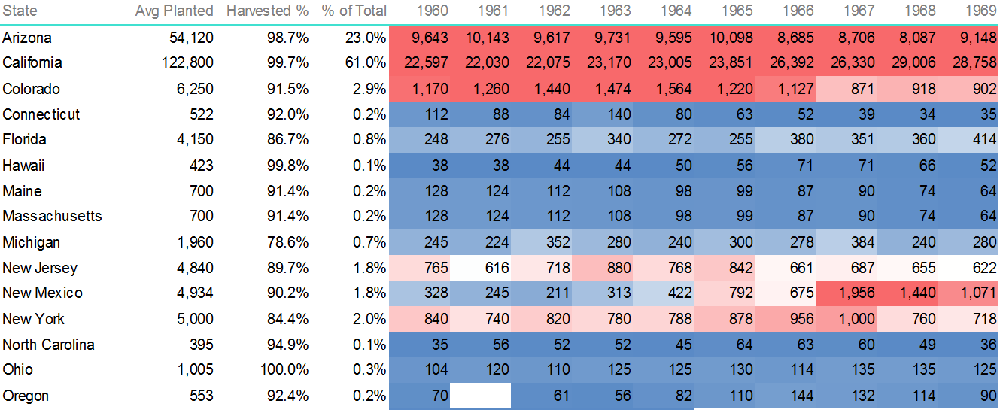 State Avg Planted Harvested % % of Total 1960 1961 1962 1963 1964 1965 1966 1967 1968 1969
Arizona 54,120 98.7% 23.0% 9,643 10,143 9,617 9,731 9,595 10,098 8,685 8,706 8,087 9,148
California 122,800 99.7% 61.0% 22,597 22,030 22,075 23,170 23,005 23,851 26,392 26,330 29,006 28,758
Colorado 6,250 91.5% 2.9% 1,170 1,260 1,440 1,474 1,564 1,220 1,127 871 918 902
Connecticut 522 92.0% 0.2% 112 88 84 140 80 63 52 39 34 35
Florida 4,150 86.7% 0.8% 248 276 255 340 272 255 380 351 360 414
Hawaii 423 99.8% 0.1% 38 38 44 44 50 56 71 71 66 52
Maine 700 91.4% 0.2% 128 124 112 108 98 99 87 90 74 64
Massachusetts 700 91.4% 0.2% 128 124 112 108 98 99 87 90 74 64
Michigan 1,960 78.6% 0.7% 245 224 352 280 240 300 278 384 240 280
New Jersey 4,840 89.7% 1.8% 765 616 718 880 768 842 661 687 655 622
New Mexico 4,934 90.2% 1.8% 328 245 211 313 422 792 675 1,956 1,440 1,071
New York 5,000 84.4% 2.0% 840 740 820 780 788 878 956 1,000 760 718
North Carolina 395 94.9% 0.1% 35 56 52 52 45 64 63 60 49 36
Ohio 1,005 100.0% 0.3% 104 120 110 125 125 130 114 135 135 125
Oregon 553 92.4% 0.2% 70 61 56 82 110 144 132 114 90